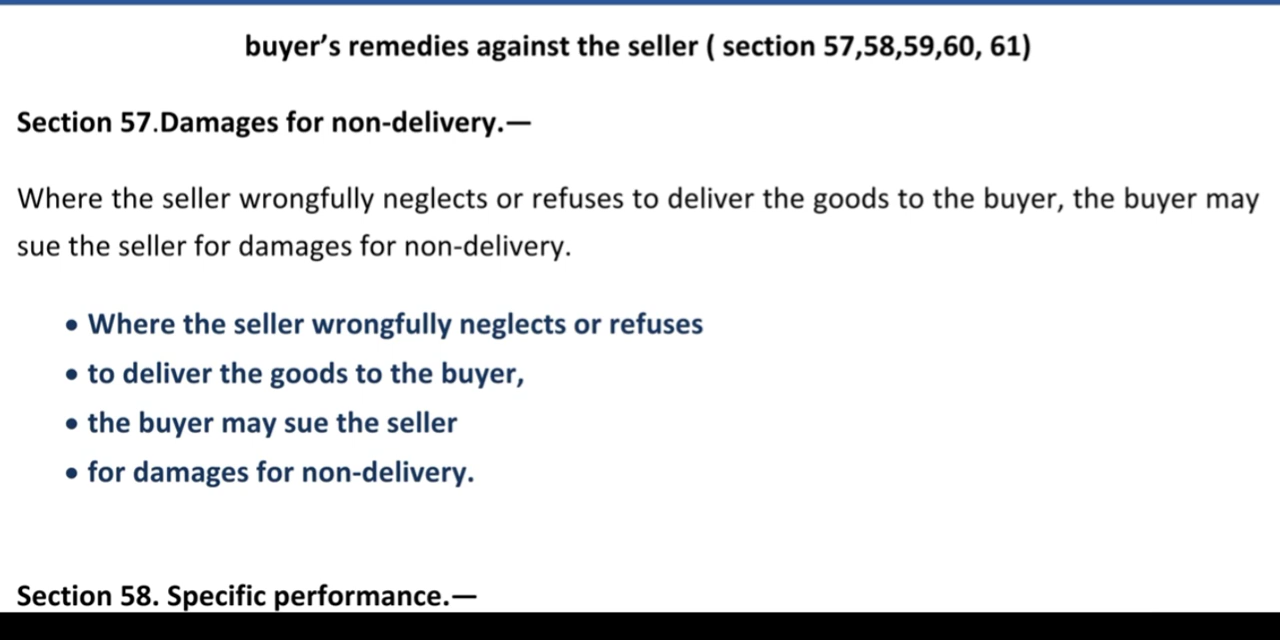 buyer’s remedies against the seller ( section 57,58,59,60, 61)
Section 57.Damages for non-delivery.—
Where the seller wrongfully neglects or refuses to deliver the goods to the buyer, the buyer may
sue the seller for damages for non-delivery.
• Where the seller wrongfully neglects or refuses
• to deliver the goods to the buyer,
• the buyer may sue the seller
• for damages for non-delivery.
Section 58. Specific performance.—